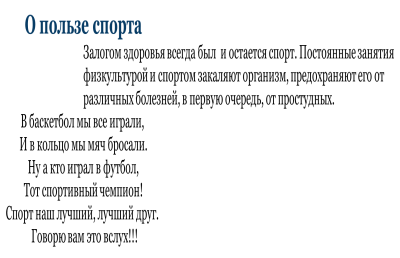 О пользе спорта
Залогом здоровья всегда был и остается спорт. Постоянные занятия
физкультурой и спортом закаляют организм, предохраняют его от
различных болезней, в первую очередь, от простудных.
В баскетбол мы все играли,
И в кольцо мы мяч бросали.
Ну а кто играл в футбол,
Тот спортивный чемпион!
Спорт наш лучший, лучший друг.
Говорю вам это вслух!!!